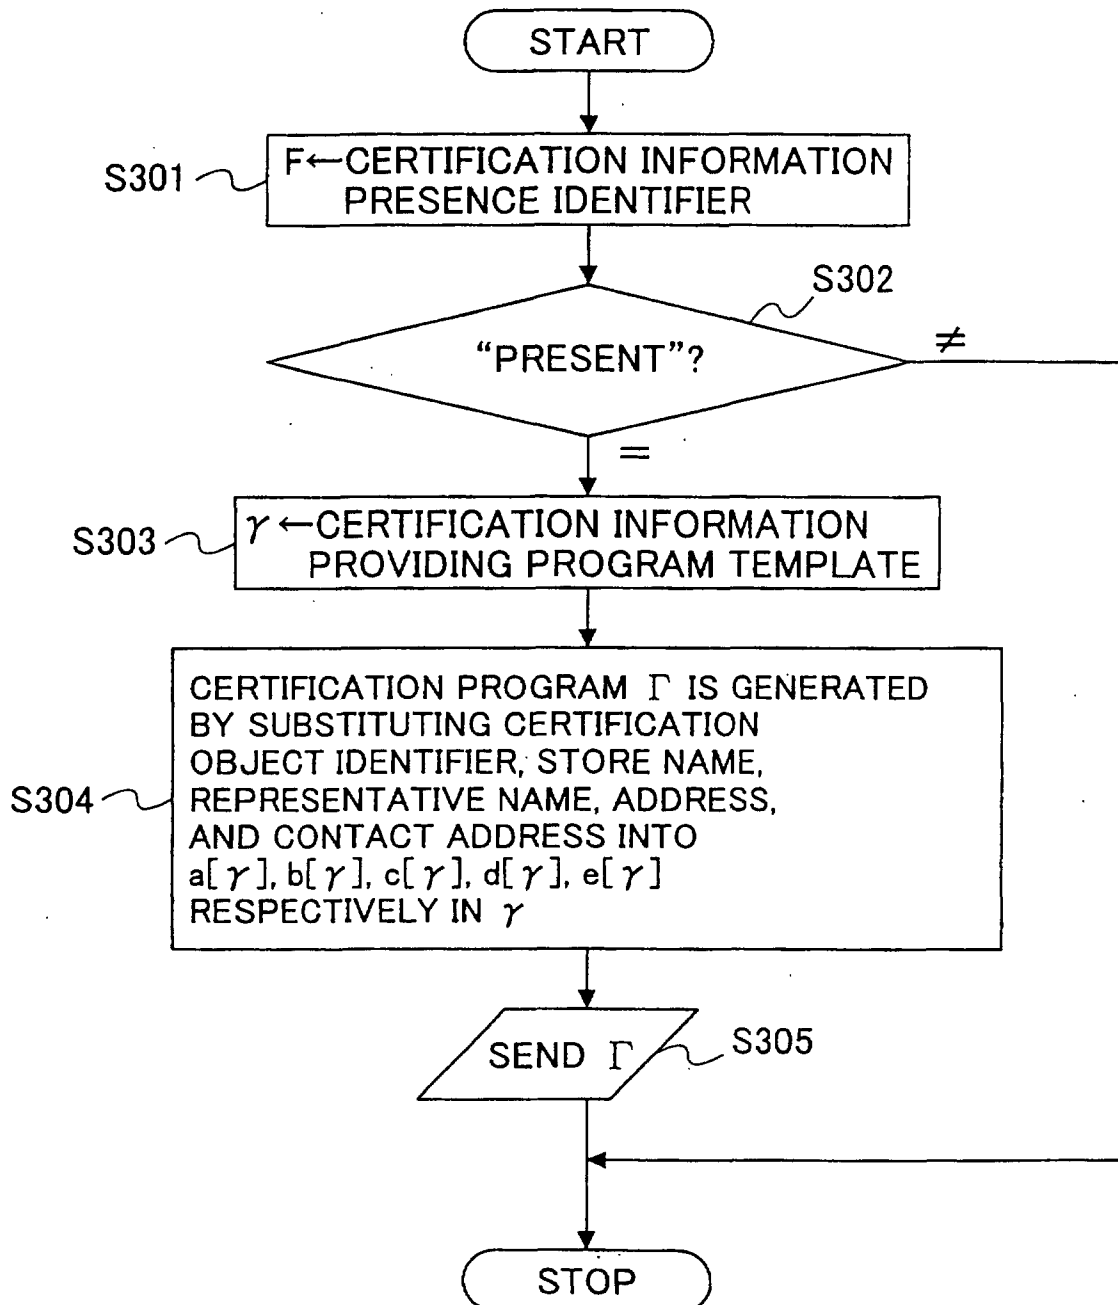 START
S301
F←CERTIFICATION INFORMATION
PRESENCE IDENTIFIER
S302
“PRESENT”?
≠
=
S303
γ←CERTIFICATION INFORMATION
PROVIDING PROGRAM TEMPLATE
S304
CERTIFICATION PROGRAM Γ IS GENERATED
BY SUBSTITUTING CERTIFICATION
OBJECT IDENTIFIER, STORE NAME,
REPRESENTATIVE NAME, ADDRESS,
AND CONTACT ADDRESS INTO
a[γ], b[γ], c[γ], d[γ], e[γ]
RESPECTIVELY IN γ
SEND Γ
S305
STOP